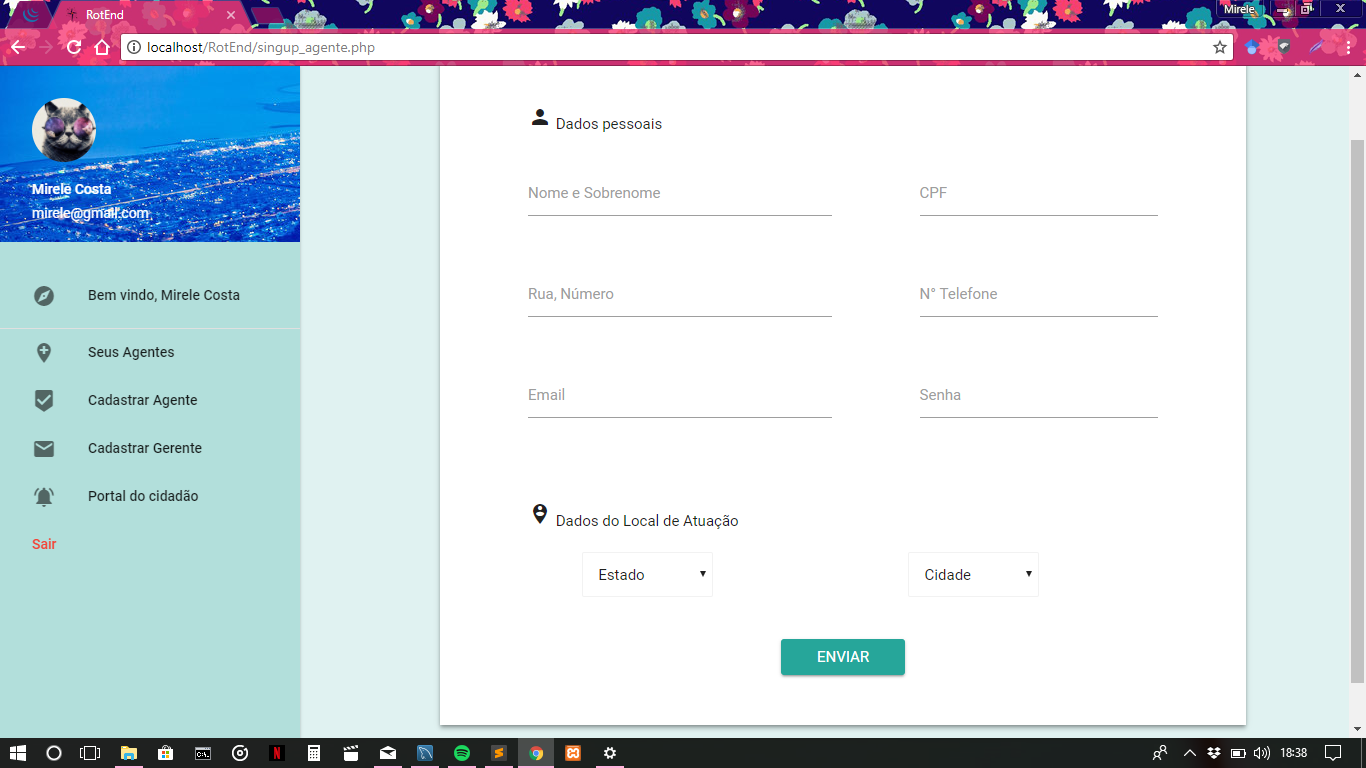 RotEnd
Mirele
localhost/RotEnd/singup_agente.php
Mirele Costa
mirele@gmail.com
Bem vindo, Mirele Costa
Seus Agentes
Cadastrar Agente
Cadastrar Gerente
Portal do cidadão
Sair
Dados pessoais
Nome e Sobrenome
CPF
Rua, Número
N° Telefone
Email
Senha
Dados do Local de Atuação
Estado
Cidade
ENVIAR
18:38